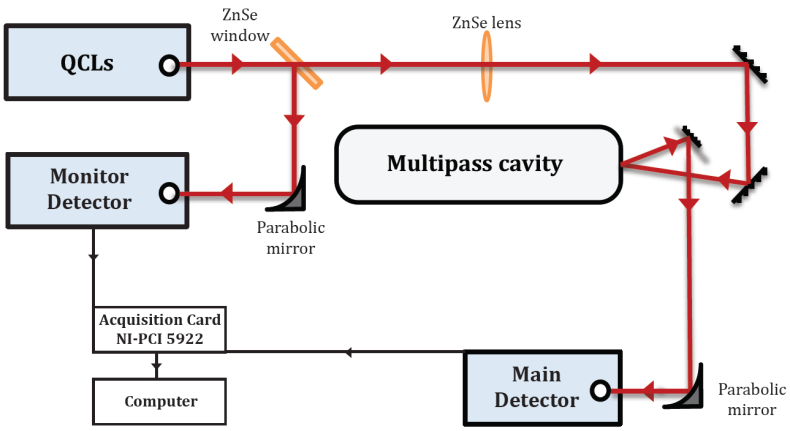 ZnSe
window
ZnSe lens
QCLs
Multipass cavity
Monitor
Detector
Parabolic
mirror
Acquisition Card
NI-PCI 5922
Computer
Main
Detector
Parabolic
mirror